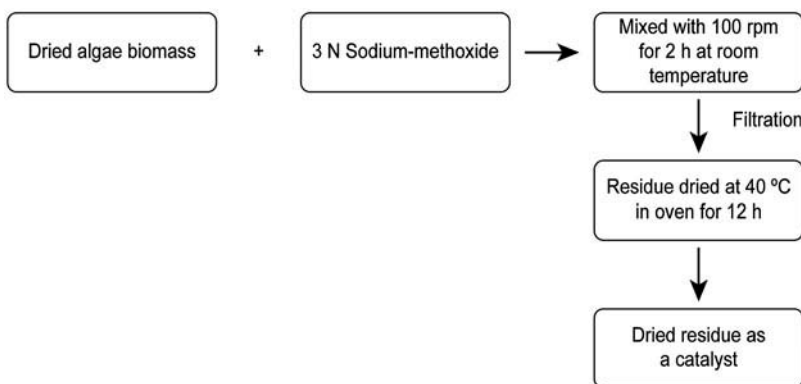 Dried algae biomass
+
3 N Sodium-methoxide
Mixed with 100 rpm
for 2 h at room
temperature
Filtration
Residue dried at 40 ºC
in oven for 12 h
Dried residue as
a catalyst